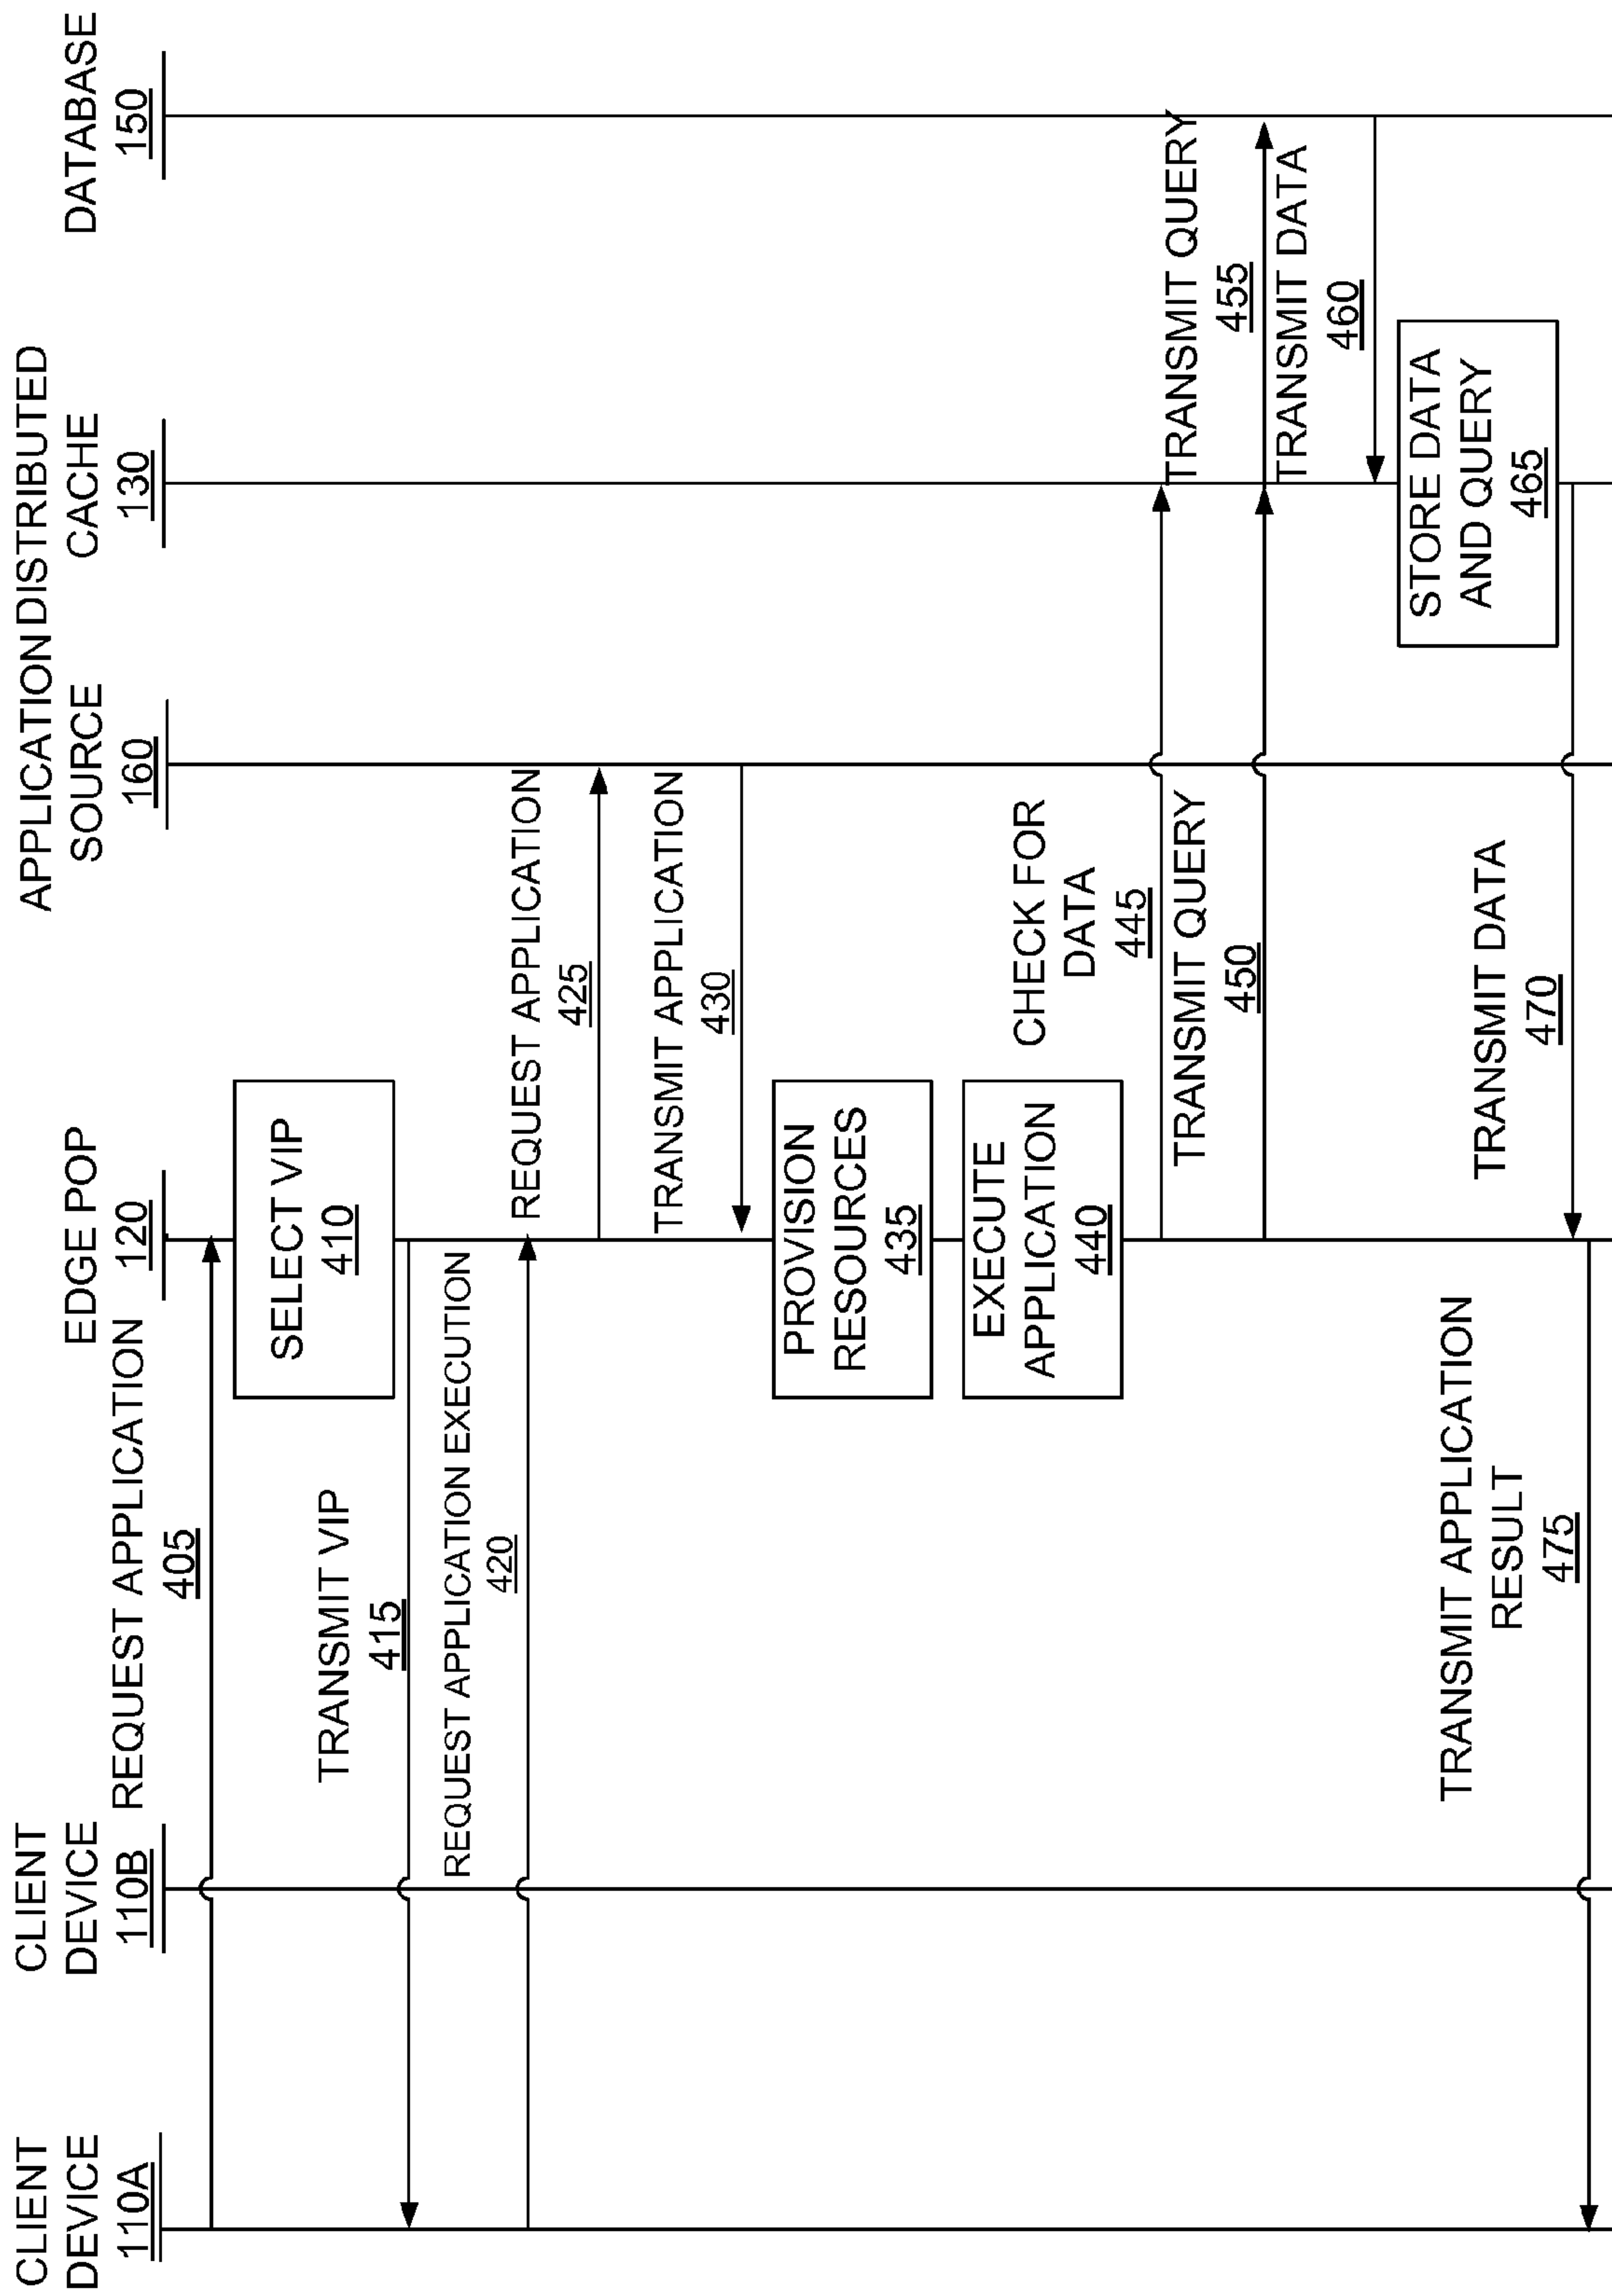 CLIENT
DEVICE
110A
CLIENT
DEVICE
110B
EDGE POP
120
APPLICATION
SOURCE
160
DISTRIBUTED
CACHE
130
DATABASE
150
REQUEST APPLICATION
405
SELECT VIP
410
TRANSMIT VIP
415
REQUEST APPLICATION EXECUTION
420
REQUEST APPLICATION
425
TRANSMIT APPLICATION
430
PROVISION
RESOURCES
435
EXECUTE
APPLICATION
440
CHECK FOR
DATA
445
TRANSMIT QUERY
450
TRANSMIT QUERY
455
TRANSMIT DATA
460
STORE DATA
AND QUERY
465
TRANSMIT DATA
470
TRANSMIT APPLICATION
RESULT
475